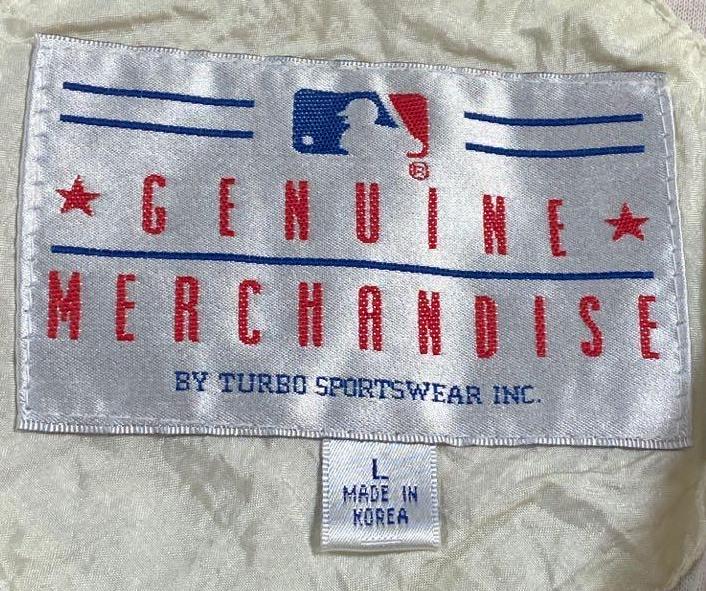 ®
GENUINE
MERCHANDISE
BY TURBO SPORTSWEAR INC.
L
MADE IN
KOREA